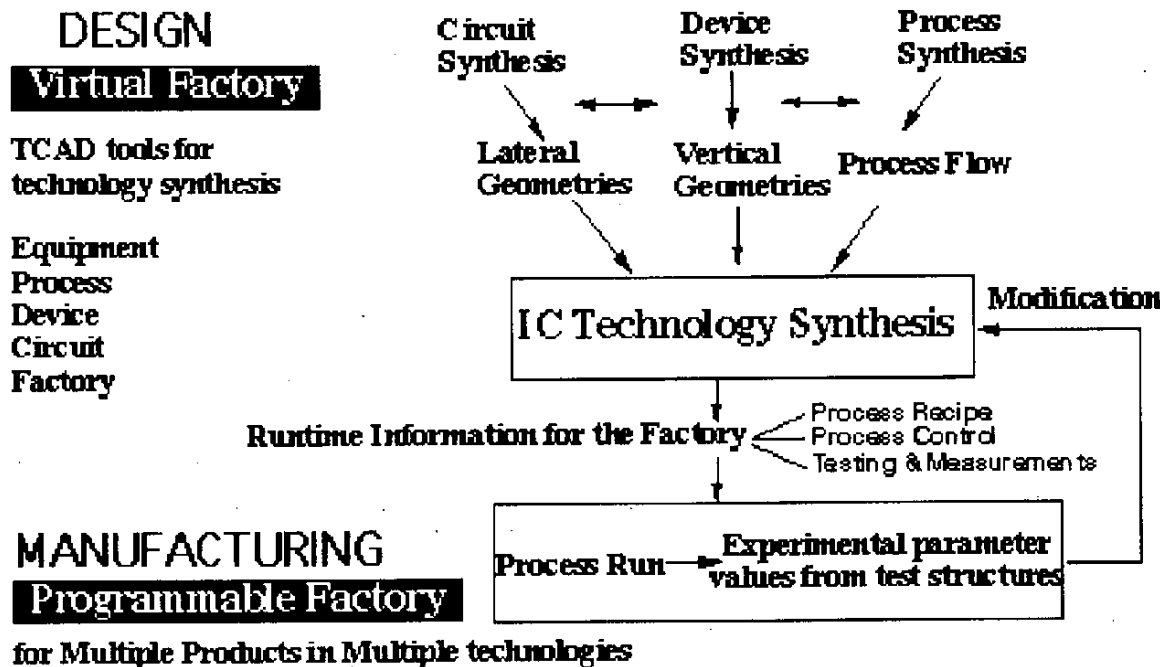 DESIGN
Virtual Factory
TCAD tools for
technology synthesis
Equipment
Process
Device
Circuit
Factory
Circuit
Synthesis
Device
Synthesis
Process
Synthesis
Lateral
Geometries
Vertical
Geometries
Process Flow
IC Technology Synthesis
Modification
Runtime Information for the Factory
Process Recipe
Process Control
Testing & Measurements
MANUFACTURING
Programmable Factory
for Multiple Products in Multiple technologies
Process Run
Experimental parameter
values from test structures